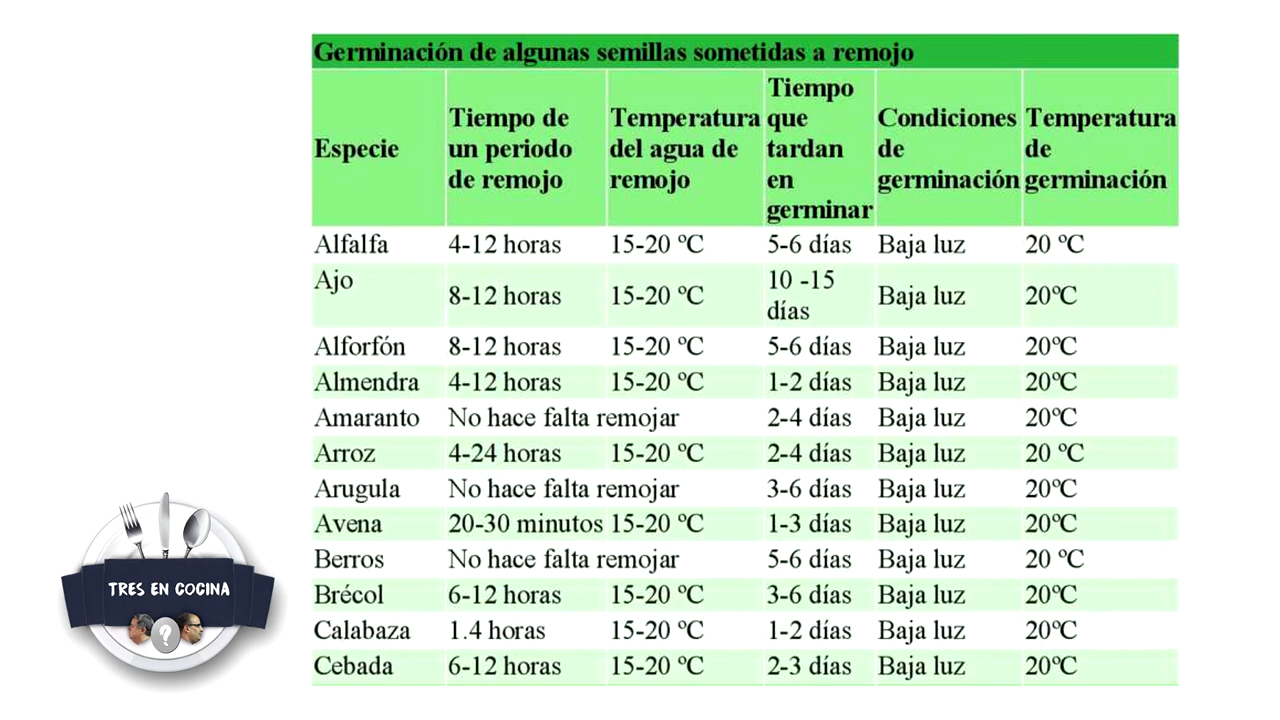 Germinación de algunas semillas sometidas a remojo
Especie Tiempo de un periodo de remojo Temperatura del agua de remojo Tiempo que tardan en germinar Condiciones de germinación Temperatura de germinación
Alfalfa 4-12 horas 15-20 ºC 5-6 días Baja luz 20 ºC
Ajo 8-12 horas 15-20 ºC 10 -15 días Baja luz 20ºC
Alforfón 8-12 horas 15-20 ºC 5-6 días Baja luz 20ºC
Almendra 4-12 horas 15-20 ºC 1-2 días Baja luz 20ºC
Amaranto No hace falta remojar 2-4 días Baja luz 20ºC
Arroz 4-24 horas 15-20 ºC 2-4 días Baja luz 20 ºC
Arugula No hace falta remojar 3-6 días Baja luz 20ºC
Avena 20-30 minutos 15-20 ºC 1-3 días Baja luz 20ºC
Berros No hace falta remojar 5-6 días Baja luz 20 ºC
Brécol 6-12 horas 15-20 ºC 3-6 días Baja luz 20ºC
Calabaza 1.4 horas 15-20 ºC 1-2 días Baja luz 20ºC
Cebada 6-12 horas 15-20 ºC 2-3 días Baja luz 20ºC
TRES EN COCINA
?